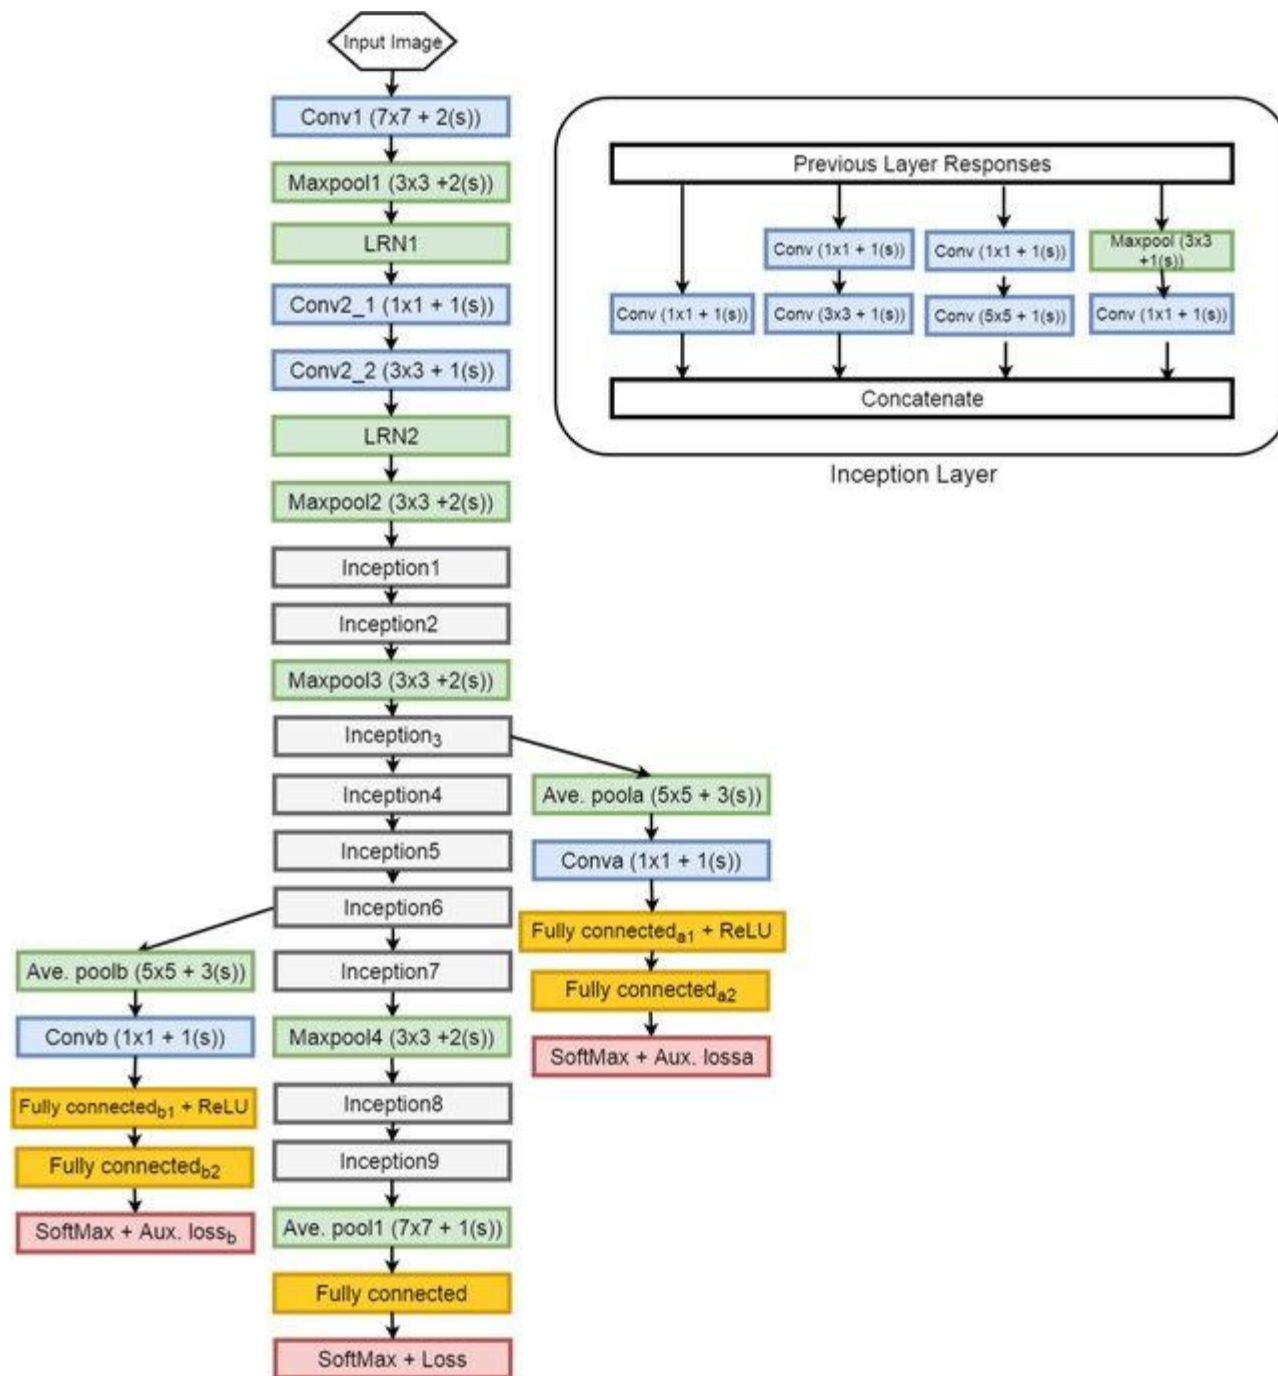 Input Image
Conv1 (7x7 + 2(s))
Maxpool1 (3x3 +2(s))
LRN1
Conv2_1 (1x1 + 1(s))
Conv2_2 (3x3 + 1(s))
LRN2
Maxpool2 (3x3 +2(s))
Inception1
Inception2
Maxpool3 (3x3 +2(s))
Inception3
Inception4
Inception5
Inception6
Inception7
Maxpool4 (3x3 +2(s))
Inception8
Inception9
Ave. pool1 (7x7 + 1(s))
Fully connected
SoftMax + Loss
Ave. poola (5x5 + 3(s))
Conva (1x1 + 1(s))
Fully connecteda1 + ReLU
Fully connecteda2
SoftMax + Aux. lossa
Ave. poolb (5x5 + 3(s))
Convb (1x1 + 1(s))
Fully connectedb1 + ReLU
Fully connectedb2
SoftMax + Aux. lossb
Previous Layer Responses
Conv (1x1 + 1(s))
Conv (1x1 + 1(s))
Maxpool (3x3
+1(s))
Conv (1x1 + 1(s))
Conv (3x3 + 1(s))
Conv (5x5 + 1(s))
Conv (1x1 + 1(s))
Concatenate
Inception Layer